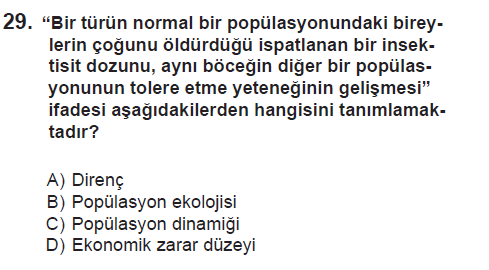 29. “Bir türün normal bir popülasyonundaki birey-
lerin çoğunu öldürdüğü ispatlanan bir insek-
tisit dozunu, aynı böceğin diğer bir popülas-
yonunun tolere etme yeteneğinin gelişmesi”
ifadesi aşağıdakilerden hangisini tanımlamak-
tadır?
A) Direnç
B) Popülasyon ekolojisi
C) Popülasyon dinamiği
D) Ekonomik zarar düzeyi